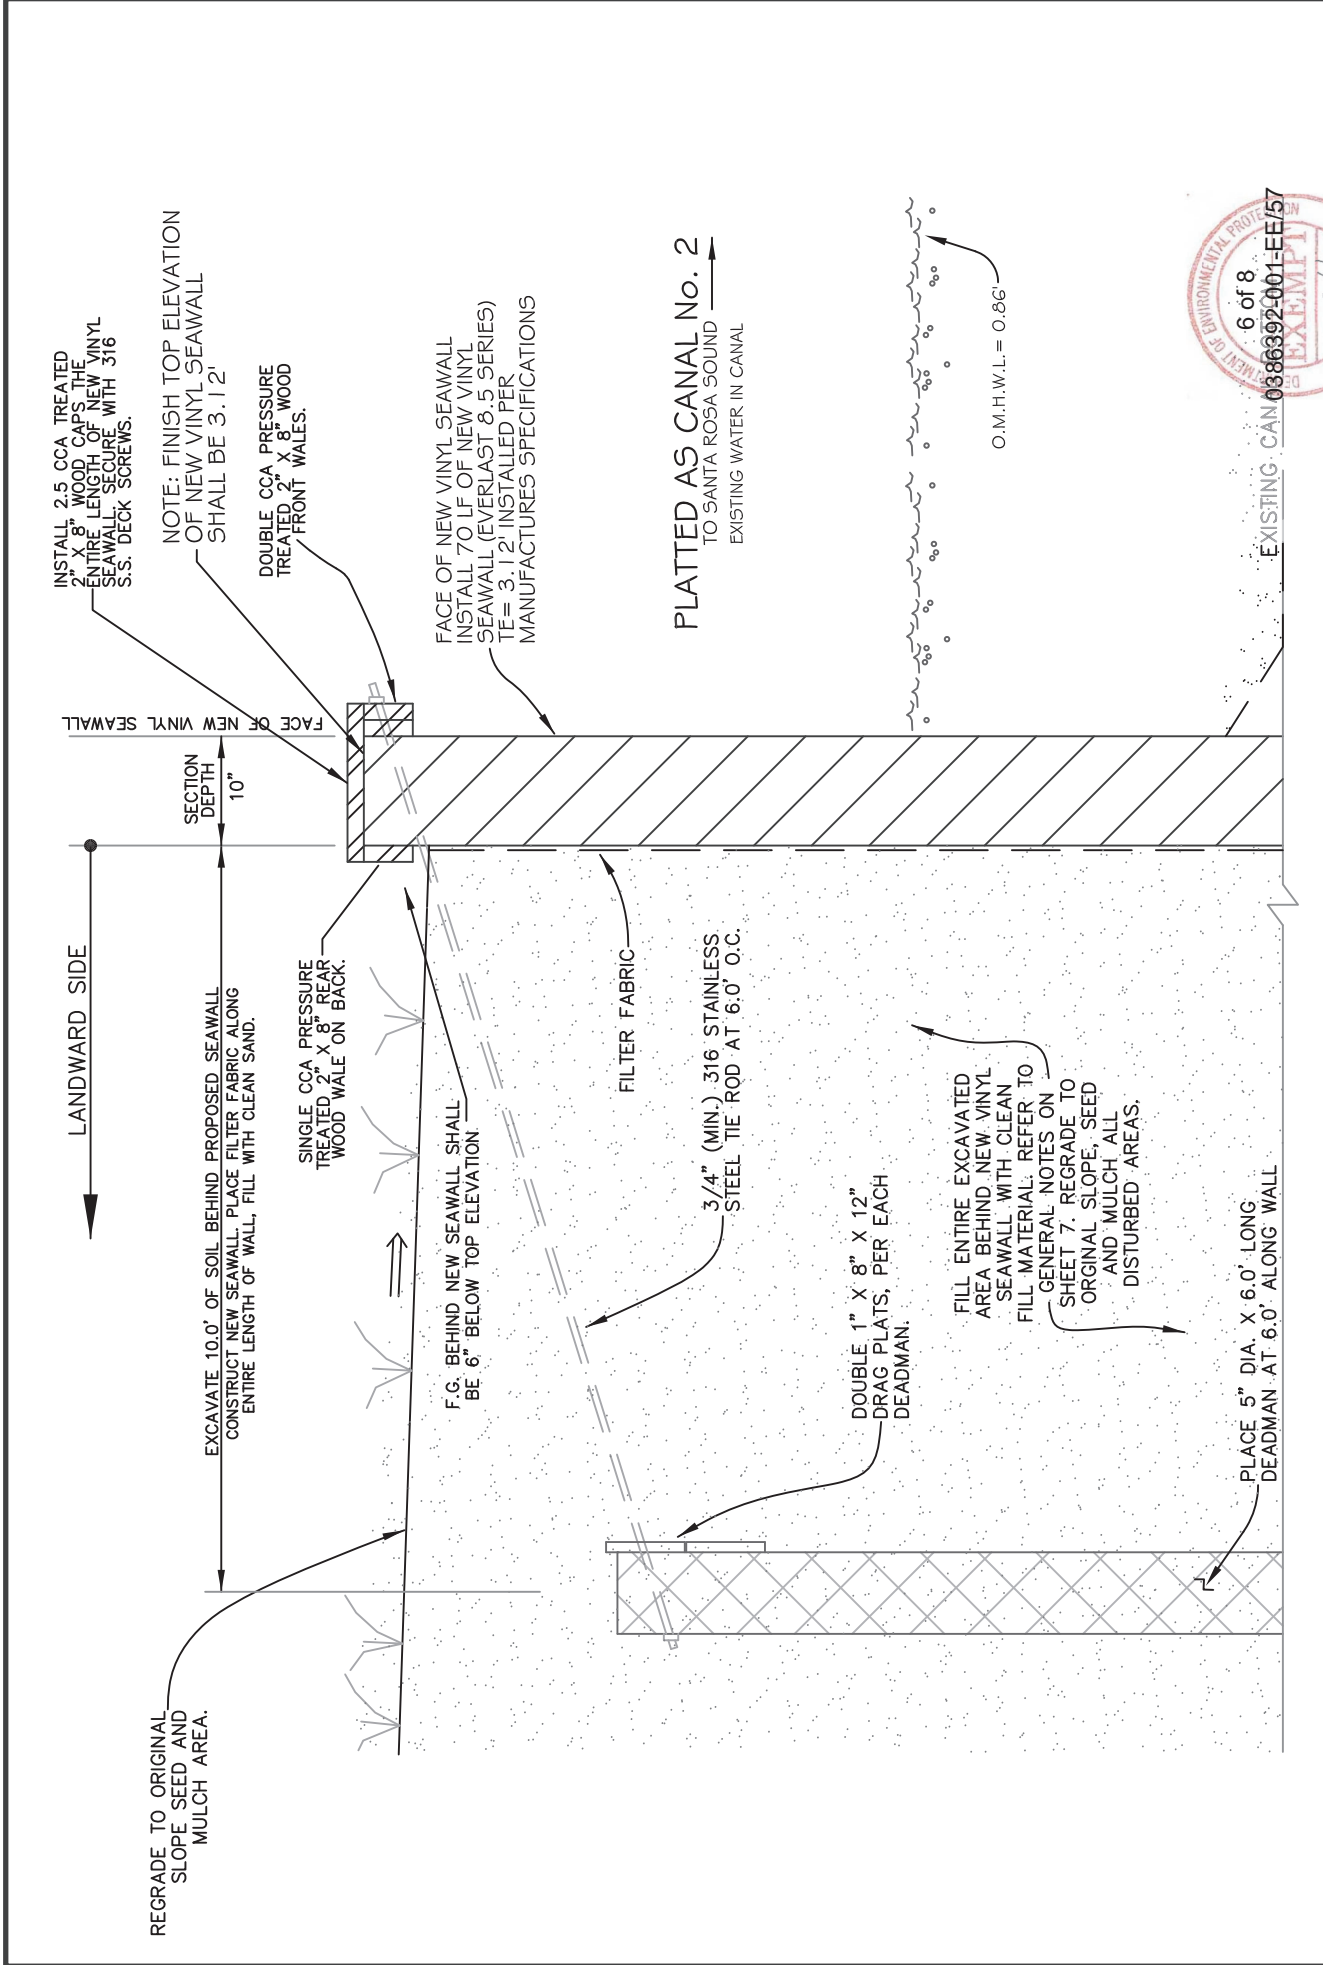 LANDWARD SIDE
REGRADE TO ORIGINAL
SLOPE SEED AND
MULCH AREA.
EXCAVATE 10.0' OF SOIL BEHIND PROPOSED SEAWALL
CONSTRUCT NEW SEAWALL. PLACE FILTER FABRIC ALONG
ENTIRE LENGTH OF WALL, FILL WITH CLEAN SAND.
SECTION
DEPTH
10"
FACE OF NEW VINYL SEAWALL
INSTALL 2.5 CCA TREATED
2" X 8" WOOD CAPS THE
ENTIRE LENGTH OF NEW VINYL
SEAWALL. SECURE WITH 316
S.S. DECK SCREWS.
NOTE: FINISH TOP ELEVATION
OF NEW VINYL SEAWALL
SHALL BE 3.12'
DOUBLE CCA PRESSURE
TREATED 2" X 8" WOOD
FRONT WALES.
SINGLE CCA PRESSURE
TREATED 2" X 8" REAR
WOOD WALE ON BACK.
F.G. BEHIND NEW SEAWALL SHALL
BE 6" BELOW TOP ELEVATION
FACE OF NEW VINYL SEAWALL
INSTALL 70 LF OF NEW VINYL
SEAWALL (EVERLAST 8.5 SERIES)
TE= 3.12' INSTALLED PER
MANUFACTURES SPECIFICATIONS
FILTER FABRIC
3/4" (MIN.) 316 STAINLESS
STEEL TIE ROD AT 6.0' O.C.
PLATTED AS CANAL No. 2
TO SANTA ROSA SOUND
EXISTING WATER IN CANAL
DOUBLE 1" X 8" X 12"
DRAG PLATS, PER EACH
DEADMAN.
FILL ENTIRE EXCAVATED
AREA BEHIND NEW VINYL
SEAWALL WITH CLEAN
FILL MATERIAL. REFER TO
GENERAL NOTES ON
SHEET 7. REGRADE TO
ORGINAL SLOPE, SEED
AND MULCH ALL
DISTURBED AREAS.
O.M.H.W.L. = 0.86'
PLACE 5" DIA. X 6.0' LONG
DEADMAN AT 6.0' ALONG WALL
EXISTING CANAL
6 of 8
0386392-001-EE/57
DEPARTMENT OF ENVIRONMENTAL PROTECTION
EXEMPT